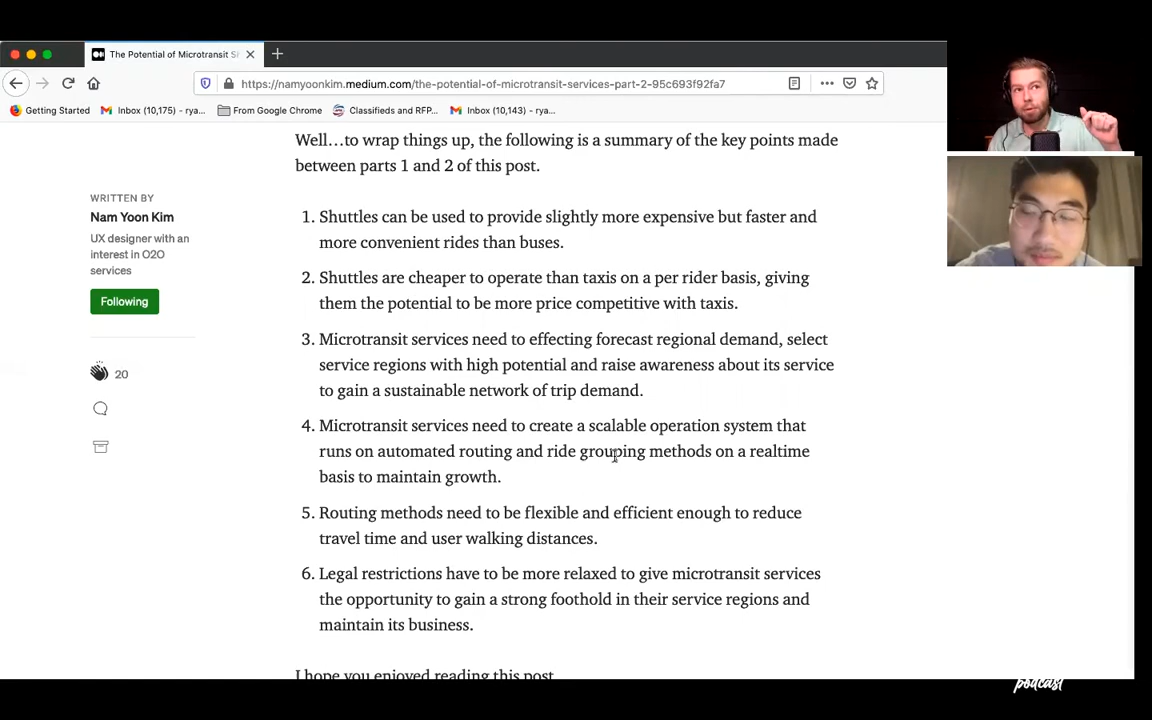 The Potential of Microtransit S
https://namyoonkim.medium.com/the-potential-of-microtransit-services-part-2-95c693f92fa7
Getting Started
Inbox (10,175) — rya...
From Google Chrome
Classifieds and RFP...
Inbox (10,143) — rya...
Well...to wrap things up, the following is a summary of the key points made
between parts 1 and 2 of this post.
WRITTEN BY
Nam Yoon Kim
UX designer with an
interest in O2O
services
Following
20
1. Shuttles can be used to provide slightly more expensive but faster and
more convenient rides than buses.
2. Shuttles are cheaper to operate than taxis on a per rider basis, giving
them the potential to be more price competitive with taxis.
3. Microtransit services need to effecting forecast regional demand, select
service regions with high potential and raise awareness about its service
to gain a sustainable network of trip demand.
4. Microtransit services need to create a scalable operation system that
runs on automated routing and ride grouping methods on a realtime
basis to maintain growth.
5. Routing methods need to be flexible and efficient enough to reduce
travel time and user walking distances.
6. Legal restrictions have to be more relaxed to give microtransit services
the opportunity to gain a strong foothold in their service regions and
maintain its business.
I hope you enjoyed reading this post
podcast